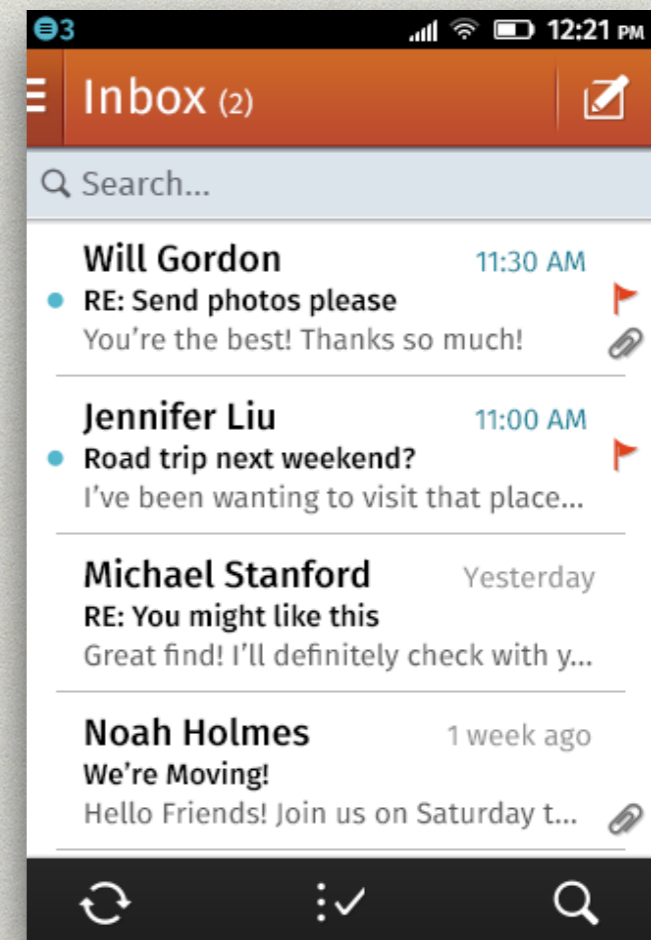 3 12:21 PM
Inbox (2)
Search...
Will Gordon 11:30 AM
RE: Send photos please
You're the best! Thanks so much!
Jennifer Liu 11:00 AM
Road trip next weekend?
I've been wanting to visit that place...
Michael Stanford Yesterday
RE: You might like this
Great find! I'll definitely check with y...
Noah Holmes 1 week ago
We're Moving!
Hello Friends! Join us on Saturday t...